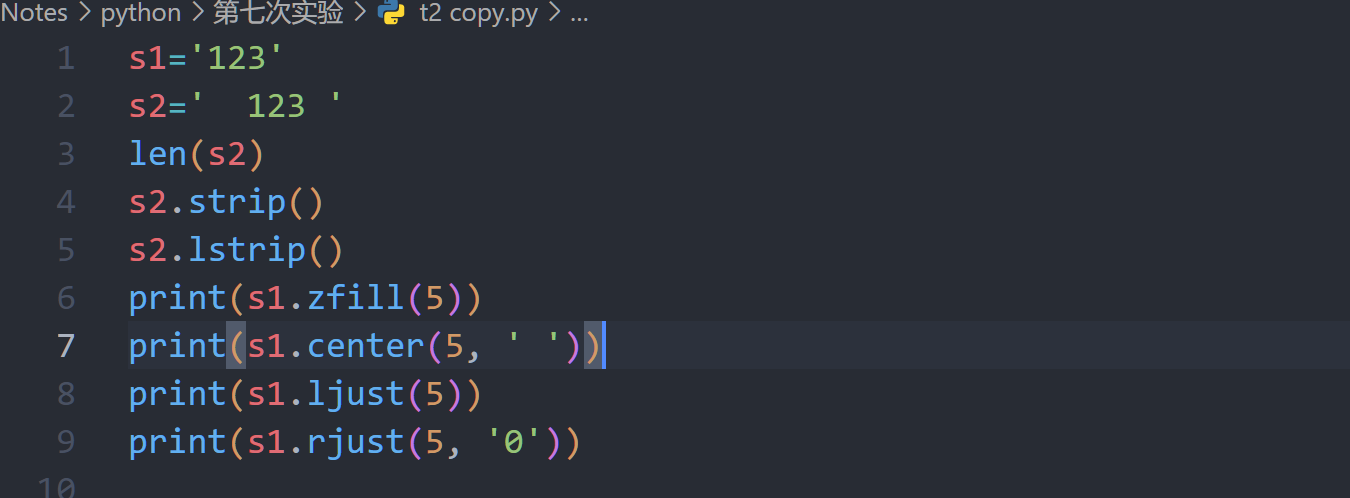 Notes > python > 第七次实验 > t2 copy.py > ...
1 s1='123'
2 s2='  123 '
3 len(s2)
4 s2.strip()
5 s2.lstrip()
6 print(s1.zfill(5))
7 print(s1.center(5, ' '))
8 print(s1.ljust(5))
9 print(s1.rjust(5, '0'))
10